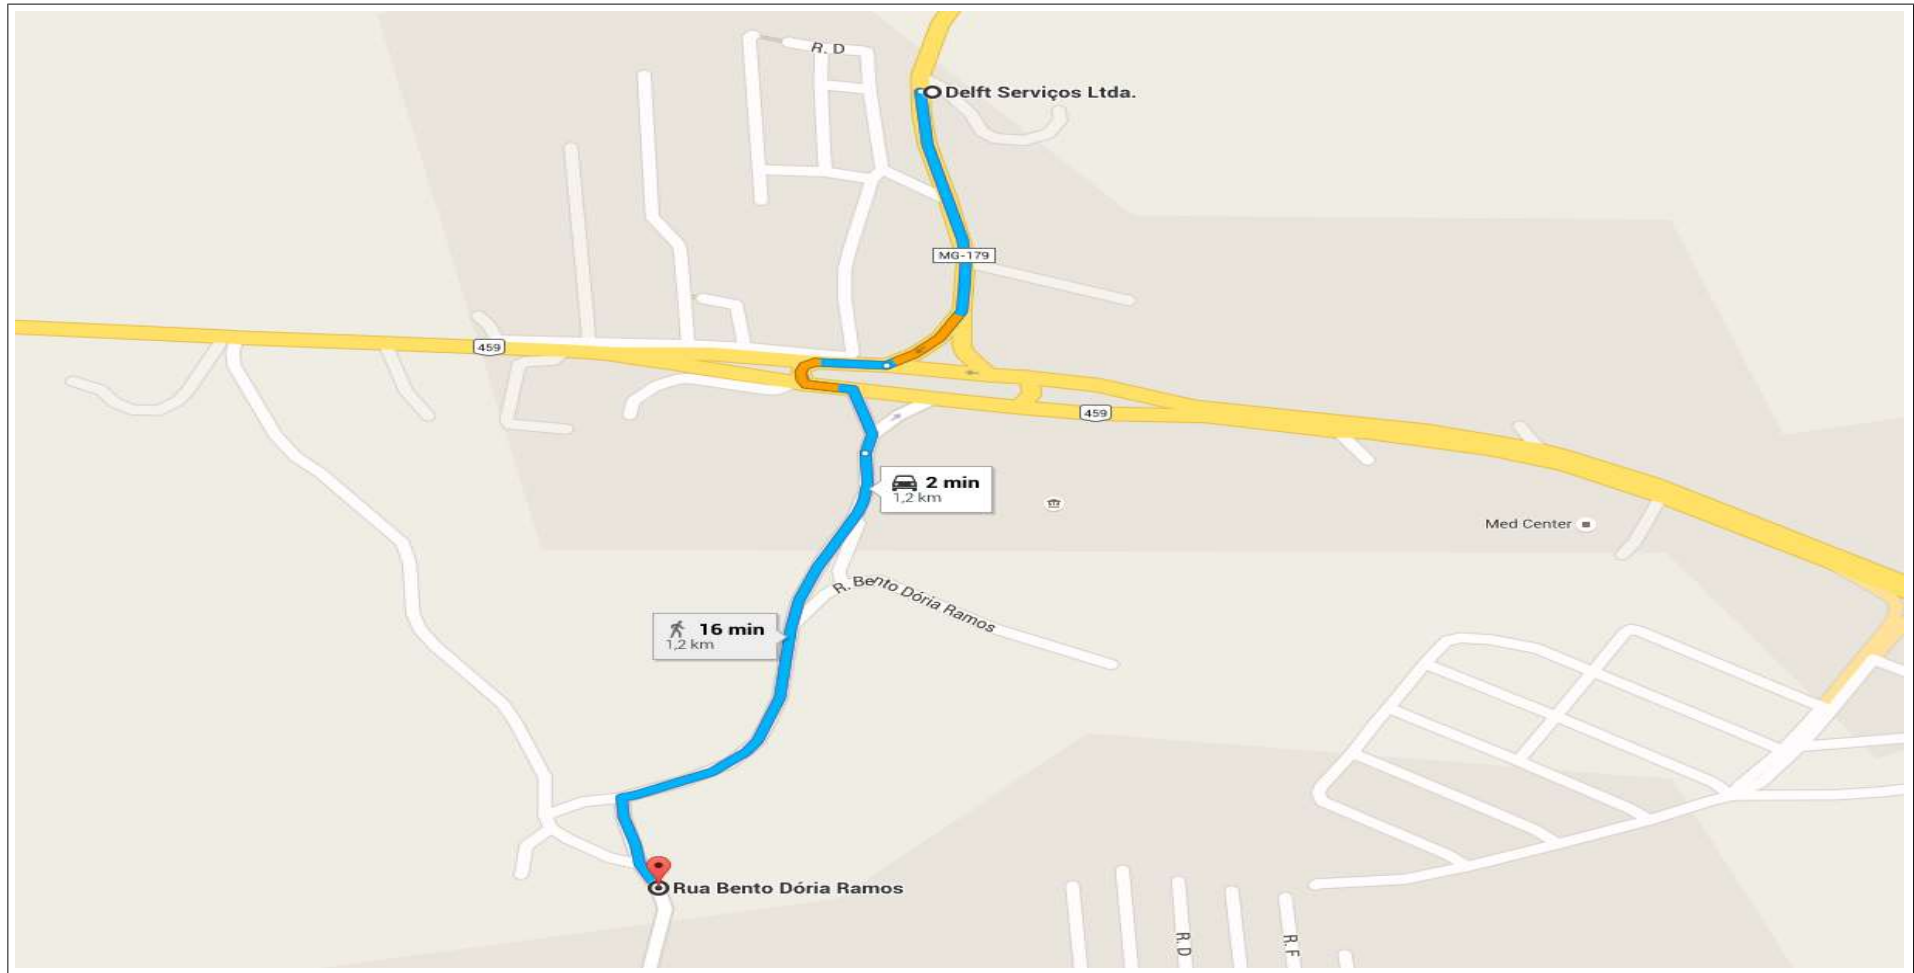 R. D
Delft Serviços Ltda.
MG-179
459
459
2 min
1,2 km
Med Center
R. Bento Dória Ramos
16 min
1,2 km
Rua Bento Dória Ramos
R. D
R. F